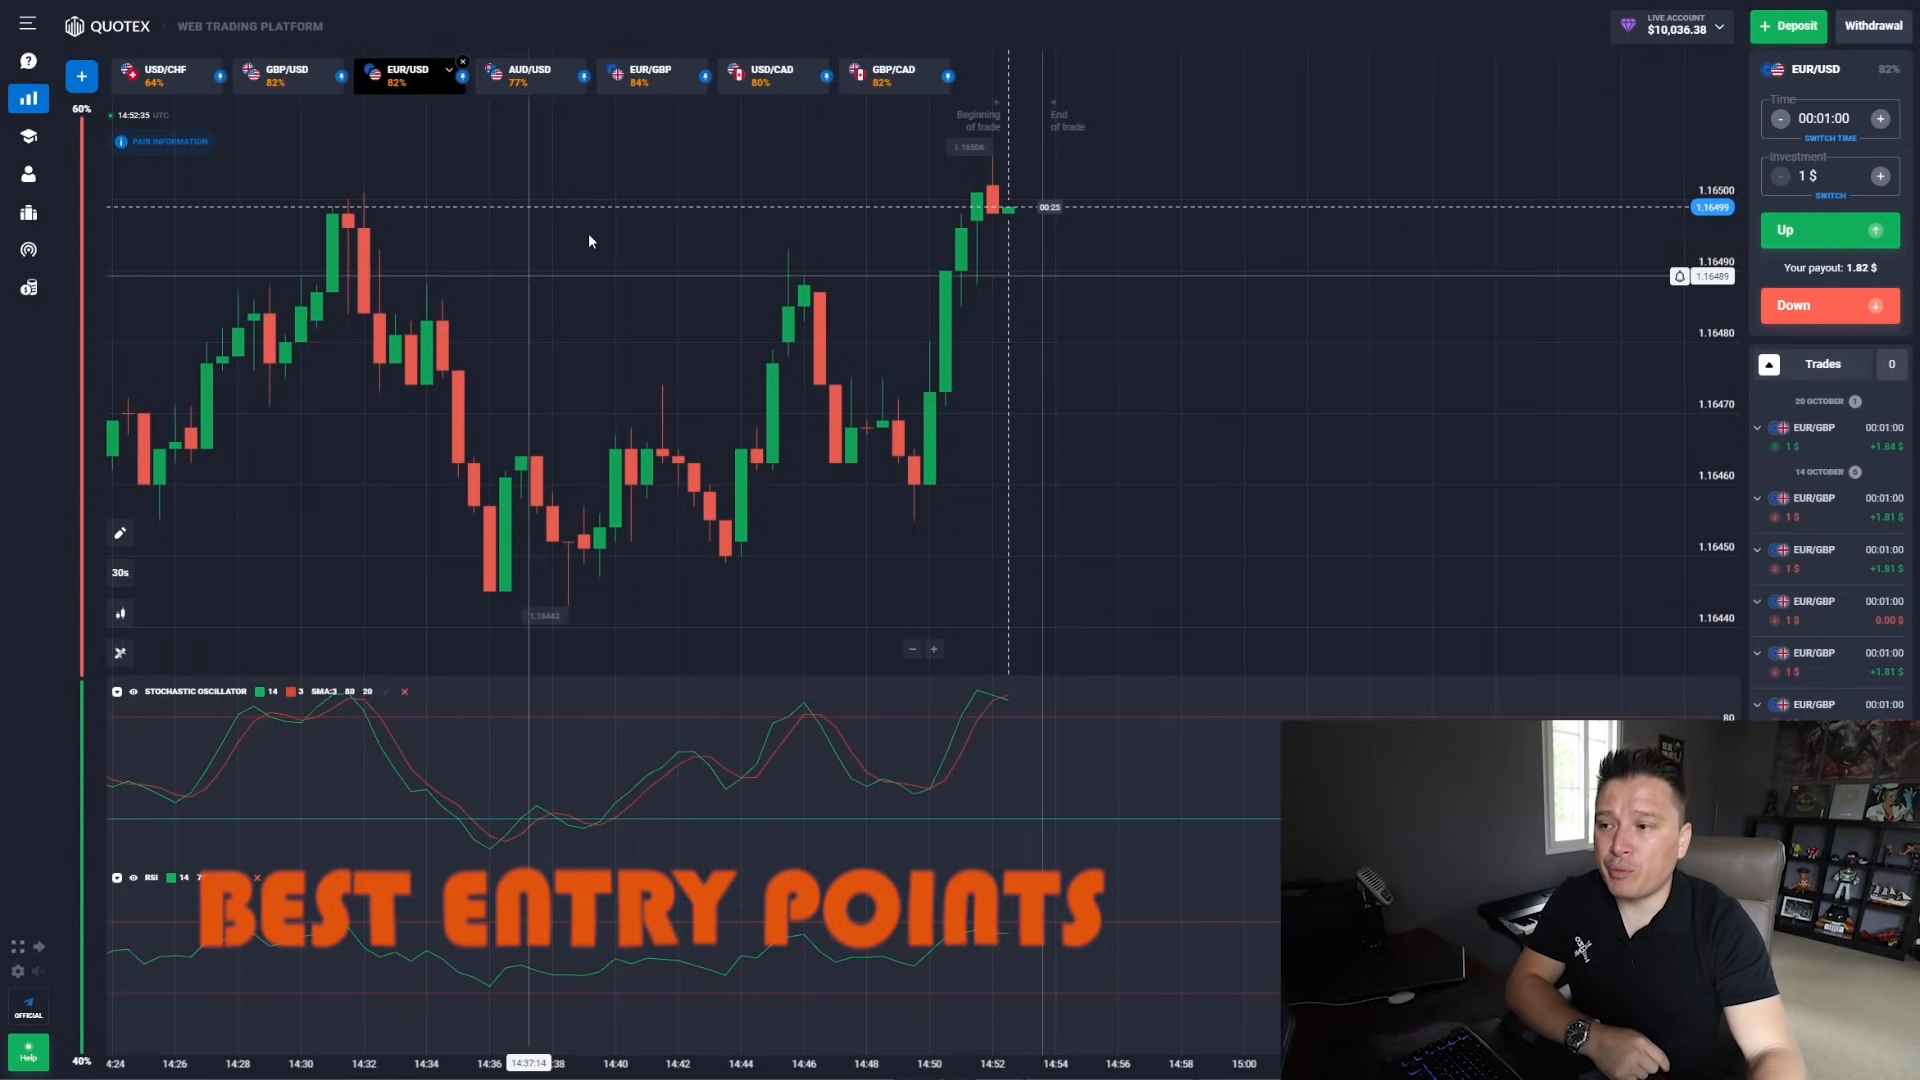 QUOTEX
WEB TRADING PLATFORM
LIVE ACCOUNT
$10,036.38
+ Deposit
Withdrawal
USD/CHF
64%
GBP/USD
82%
EUR/USD
82%
AUD/USD
77%
EUR/GBP
84%
USD/CAD
80%
GBP/CAD
82%
EUR/USD
82%
60%
14:52:35 UTC
PAIR INFORMATION
Beginning
of trade
End
of trade
Time
- 00:01:00 +
SWITCH TIME
Investment
- 1 $ +
SWITCH
Up
Your payout: 1.82 $
Down
1.16506
1.16500
1.16499
00:25
1.16490
1.16489
1.16480
1.16470
1.16460
1.16450
1.16440
1.16443
30s
Trades
0
20 OCTOBER 1
EUR/GBP 00:01:00
1 $ +1.84 $
14 OCTOBER 6
EUR/GBP 00:01:00
1 $ +1.81 $
EUR/GBP 00:01:00
1 $ +1.81 $
EUR/GBP 00:01:00
1 $ 0.00 $
EUR/GBP 00:01:00
1 $ +1.81 $
EUR/GBP 00:01:00
STOCHASTIC OSCILLATOR 14 3 SMA:3 80 20
80
RSI 14
BEST ENTRY POINTS
OFFICIAL
Help
40%
14:26 14:28 14:30 14:32 14:34 14:36 14:37:14 :38 14:40 14:42 14:44 14:46 14:48 14:50 14:52 14:54 14:56 14:58 15:00